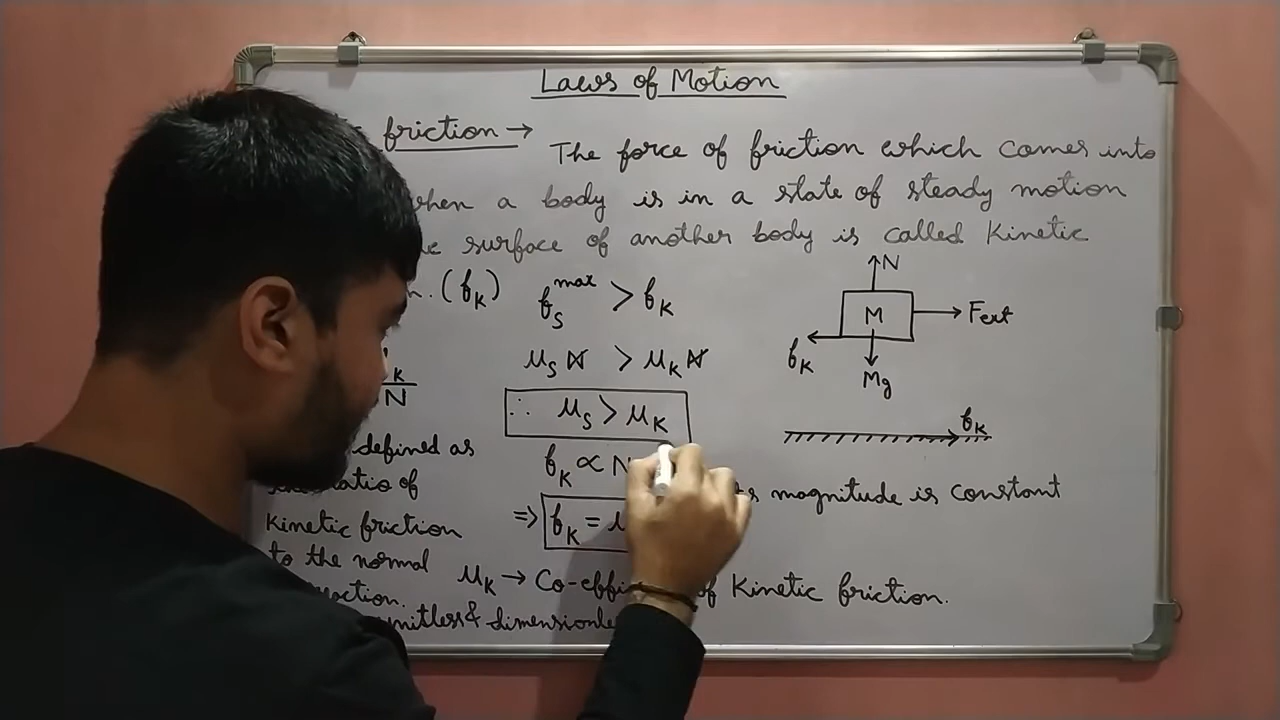 Laws of Motion
friction →
The force of friction which comes into
when a body is in a state of steady motion
surface of another body is called Kinetic
(fK) fS max > fK
μS N > μK N
∴ μS > μK
fK ∝ N
⇒ fK = μ
K
N
defined as
ratio of
Kinetic friction
to the normal
μK → Co-effi of Kinetic friction.
unitless & dimensionle
N
M
Fext
fK
Mg
fK
magnitude is constant